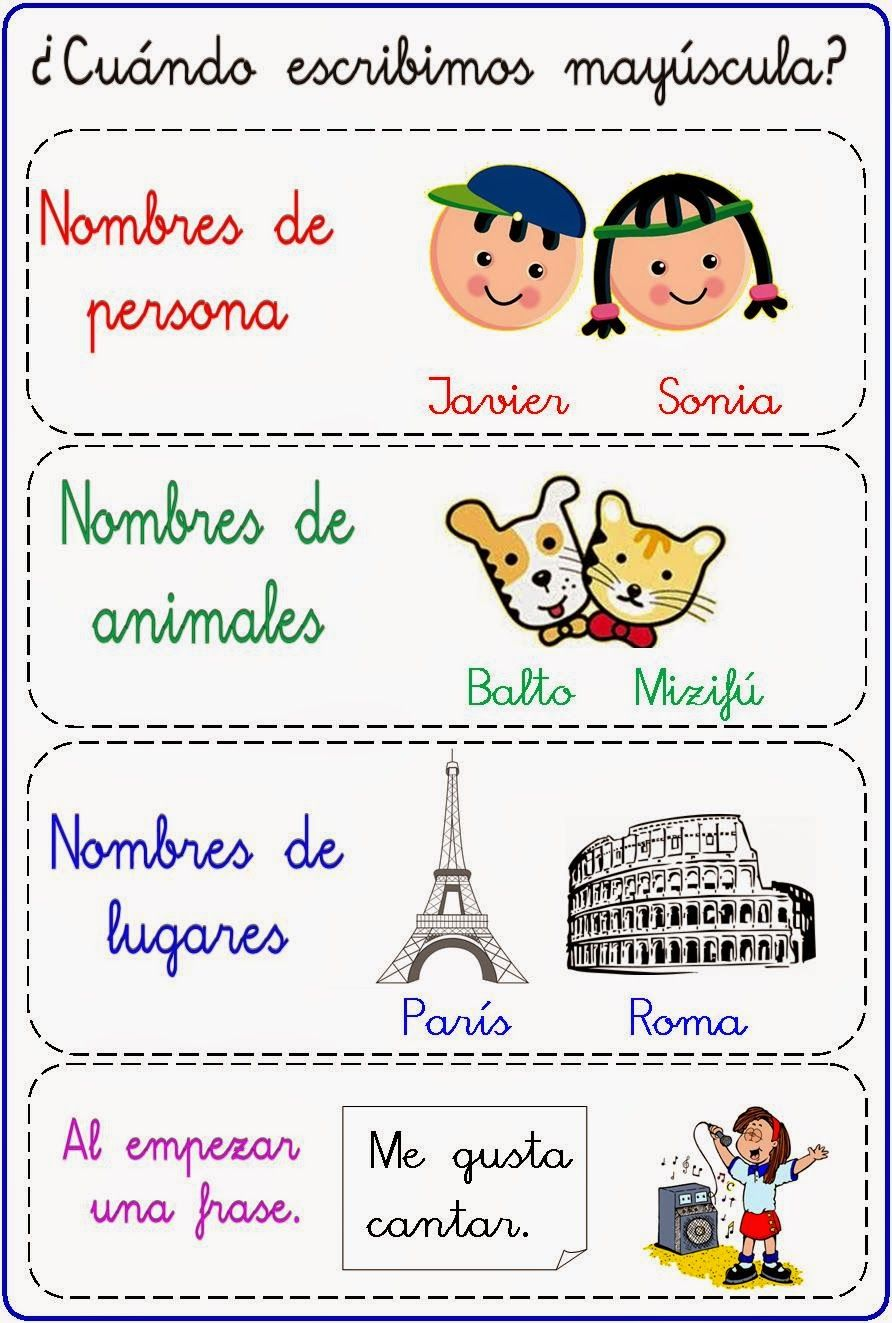 ¿Cuándo escribimos mayúscula?
Nombres de
persona
Javier Sonia
Nombres de
animales
Balto Mizifú
Nombres de
lugares
París Roma
Al empezar
una frase.
Me gusta
cantar.